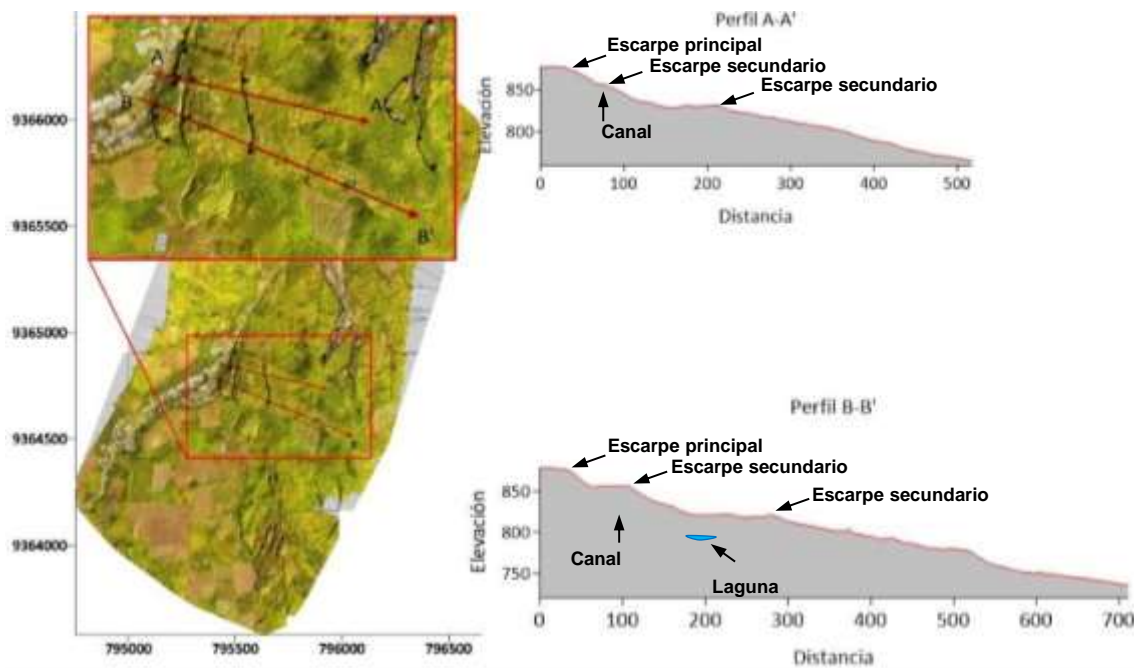 A
B
A'
B'
9366000
9365500
9365000
9364500
9364000
795000
795500
796000
796500
Perfil A-A'
Escarpe principal
Escarpe secundario
Escarpe secundario
Canal
Elevación
850
800
0
100
200
300
400
500
Distancia
Perfil B-B'
Escarpe principal
Escarpe secundario
Escarpe secundario
Canal
Laguna
Elevación
850
800
750
0
100
200
300
400
500
600
700
Distancia